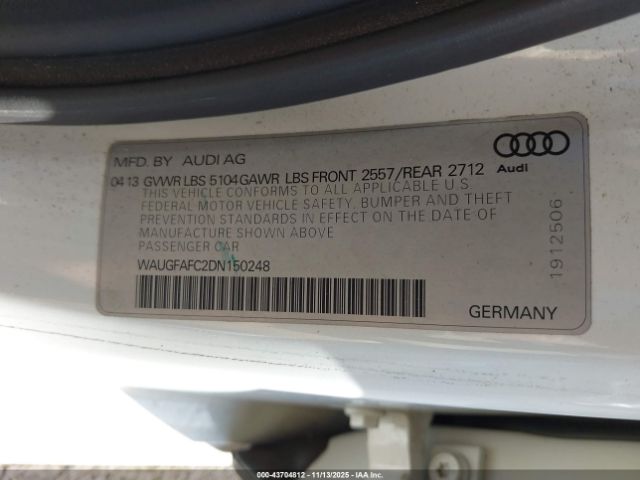 MFD. BY AUDI AG
04 13 GVWR LBS 5104 GAWR LBS FRONT 2557/REAR 2712
Audi
THIS VEHICLE CONFORMS TO ALL APPLICABLE U.S.
FEDERAL MOTOR VEHICLE SAFETY, BUMPER AND THEFT
PREVENTION STANDARDS IN EFFECT ON THE DATE OF
MANUFACTURE SHOWN ABOVE
PASSENGER CAR
WAUGFAFC2DN150248
1912506
GERMANY
000-43704812 - 11/13/2025 - IAA Inc.